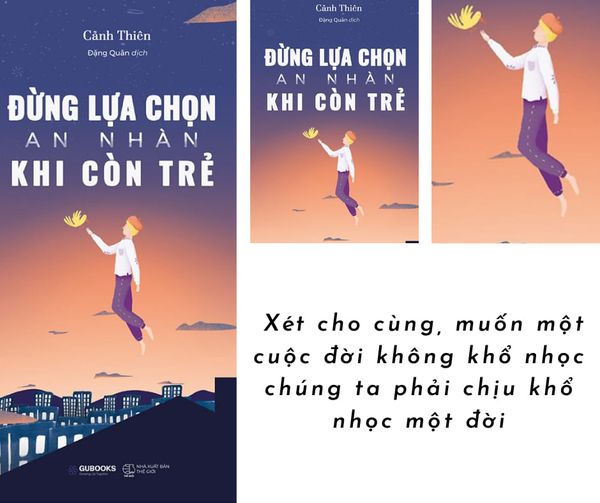 Cảnh Thiên
Đặng Quân dịch
ĐỪNG LỰA CHỌN
AN NHÀN
KHI CÒN TRẺ
GUBOOKS
NHÀ XUẤT BẢN
THẾ GIỚI
Đặng Quân dịch
ĐỪNG LỰA CHỌN
AN NHÀN
KHI CÒN TRẺ
Xét cho cùng, muốn một
cuộc đời không khổ nhọc
chúng ta phải chịu khổ
nhọc một đời